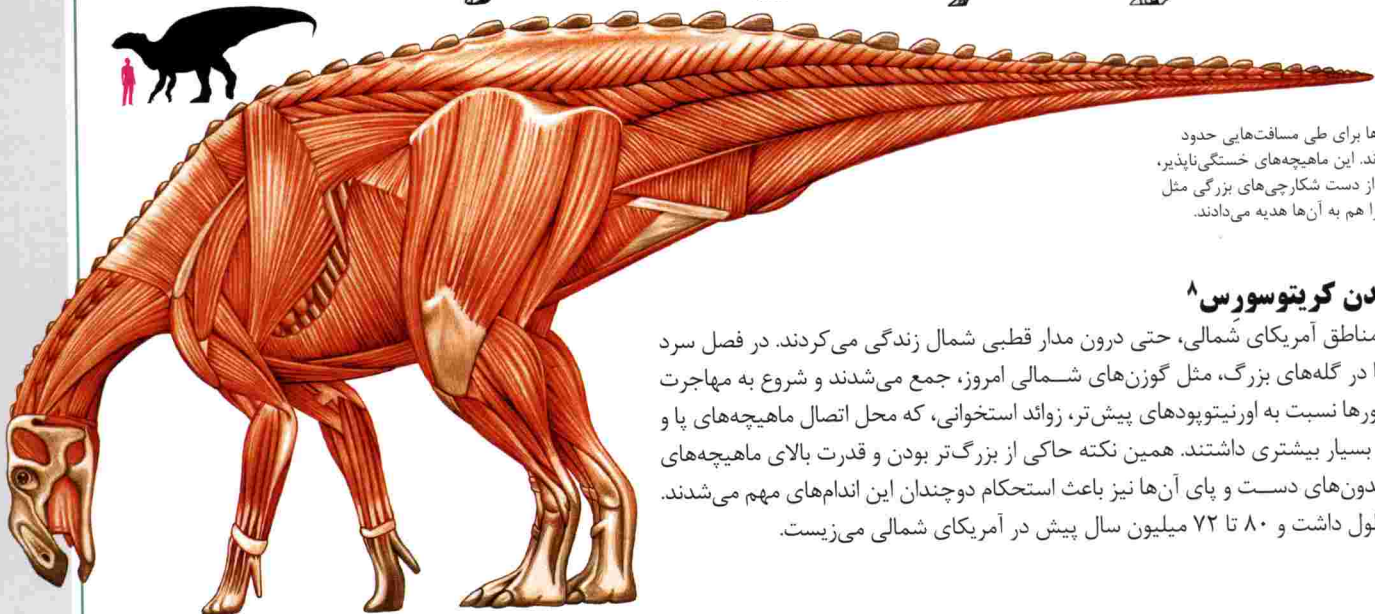 ها برای طی مسافت‌هایی حدود
ند. این ماهیچه‌های خستگی‌ناپذیر،
از دست شکارچی‌های بزرگی مثل
را هم به آن‌ها هدیه می‌دادند.
دن کریتوسورِس۸
مناطق آمریکای شمالی، حتی درون مدار قطبی شمال زندگی می‌کردند. در فصل سرد
ا در گله‌های بزرگ، مثل گوزن‌های شـــمالی امروز، جمع می‌شدند و شروع به مهاجرت
ورها نسبت به اورنیتوپودهای پیش‌تر، زوائد استخوانی، که محل اتصال ماهیچه‌های پا و
بسیار بیشتری داشتند. همین نکته حاکی از بزرگ‌تر بودن و قدرت بالای ماهیچه‌های
دون‌های دســت و پای آن‌ها نیز باعث استحکام دوچندان این اندام‌های مهم می‌شدند.
لول داشت و ۸۰ تا ۷۲ میلیون سال پیش در آمریکای شمالی می‌زیست.